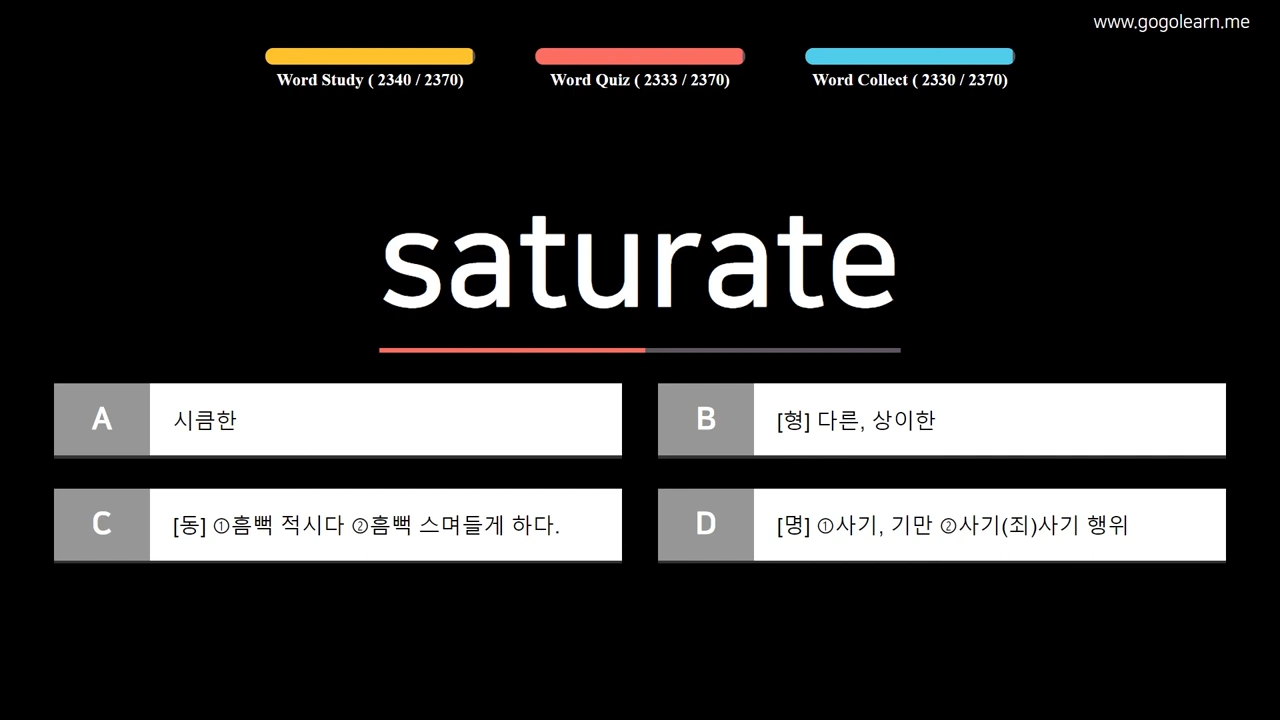 www.gogolearn.me
Word Study ( 2340 / 2370)
Word Quiz ( 2333 / 2370)
Word Collect ( 2330 / 2370)
saturate
A 시큼한
B [형] 다른, 상이한
C [동] ①흠뻑 적시다 ②흠뻑 스며들게 하다.
D [명] ①사기, 기만 ②사기(죄)사기 행위